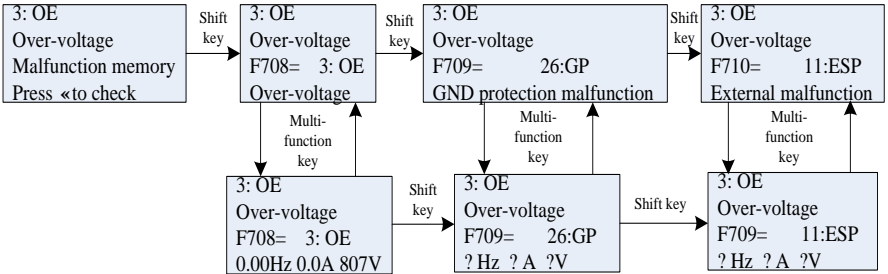 3: OE
Over-voltage
Malfunction memory
Press «to check
Shift
key
3: OE
Over-voltage
F708= 3: OE
Over-voltage
Shift
key
3: OE
Over-voltage
F709= 26:GP
GND protection malfunction
Shift
key
3: OE
Over-voltage
F710= 11:ESP
External malfunction
Multi-
function
key
Multi-
function
key
Multi-
function
key
3: OE
Over-voltage
F708= 3: OE
0.00Hz 0.0A 807V
Shift
key
3: OE
Over-voltage
F709= 26:GP
? Hz ? A ?V
Shift key
3: OE
Over-voltage
F709= 11:ESP
? Hz ? A ?V